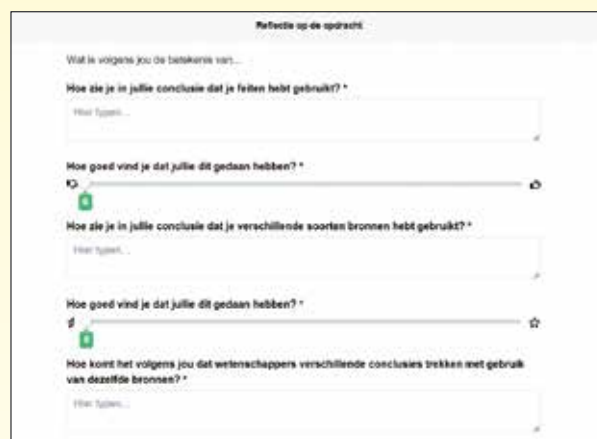 Reflectie op de opdracht
Wat is volgens jou de betekenis van...
Hoe zie je in jullie conclusie dat je feiten hebt gebruikt? *
Hier typen...
Hoe goed vind je dat jullie dit gedaan hebben? *
Hoe zie je in jullie conclusie dat je verschillende soorten bronnen hebt gebruikt? *
Hier typen...
Hoe goed vind je dat jullie dit gedaan hebben? *
Hoe komt het volgens jou dat wetenschappers verschillende conclusies trekken met gebruik
van dezelfde bronnen? *
Hier typen...